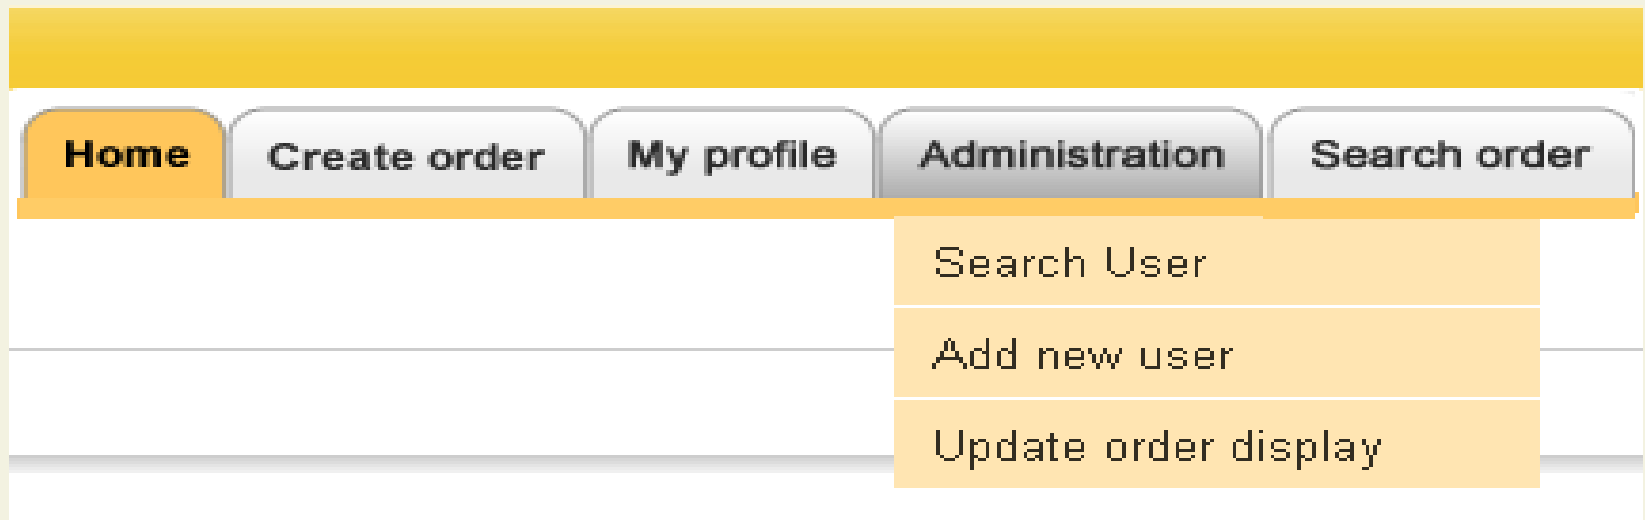 Home Create order My profile Administration Search order
Search User
Add new user
Update order display